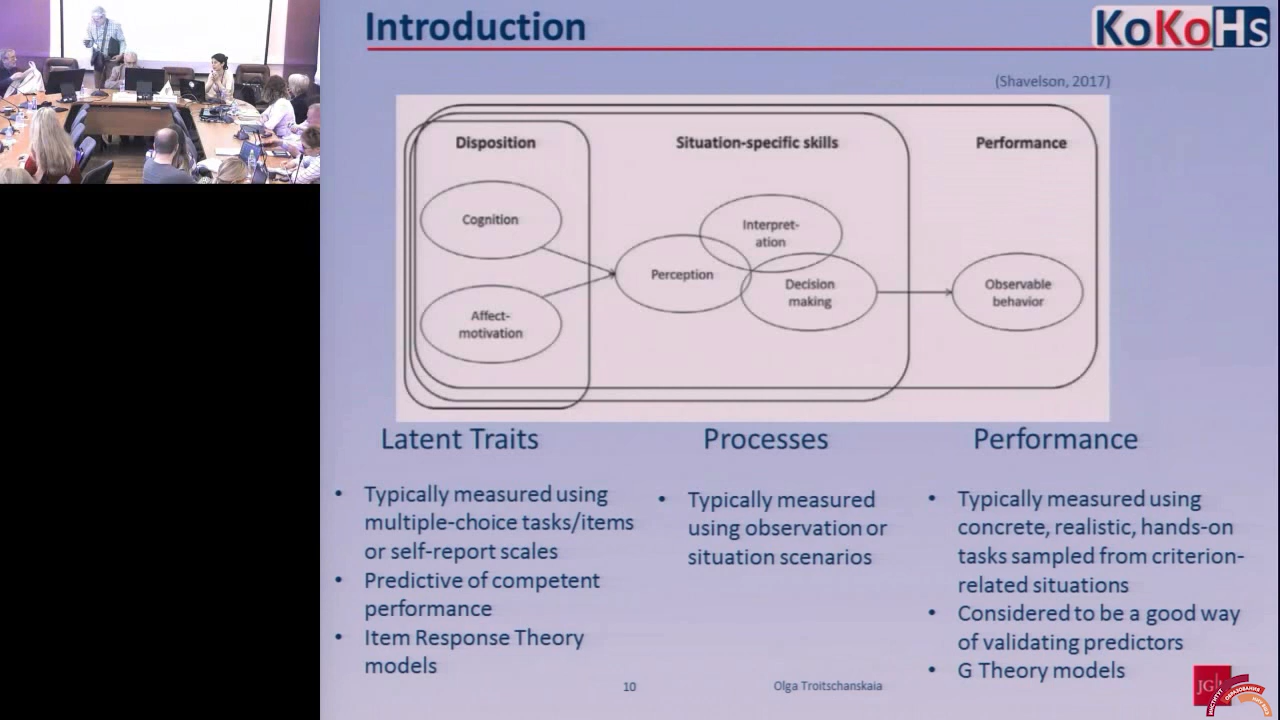 Introduction
KoKoHs
(Shavelson, 2017)
Disposition
Situation-specific skills
Performance
Cognition
Affect-
motivation
Perception
Interpret-
ation
Decision
making
Observable
behavior
Latent Traits
• Typically measured using
multiple-choice tasks/items
or self-report scales
• Predictive of competent
performance
• Item Response Theory
models
Processes
• Typically measured
using observation or
situation scenarios
Performance
• Typically measured using
concrete, realistic, hands-on
tasks sampled from criterion-
related situations
• Considered to be a good way
of validating predictors
• G Theory models
10
Olga Troitschanskaia
ИНСТИТУТ
ОБРАЗОВАНИЯ